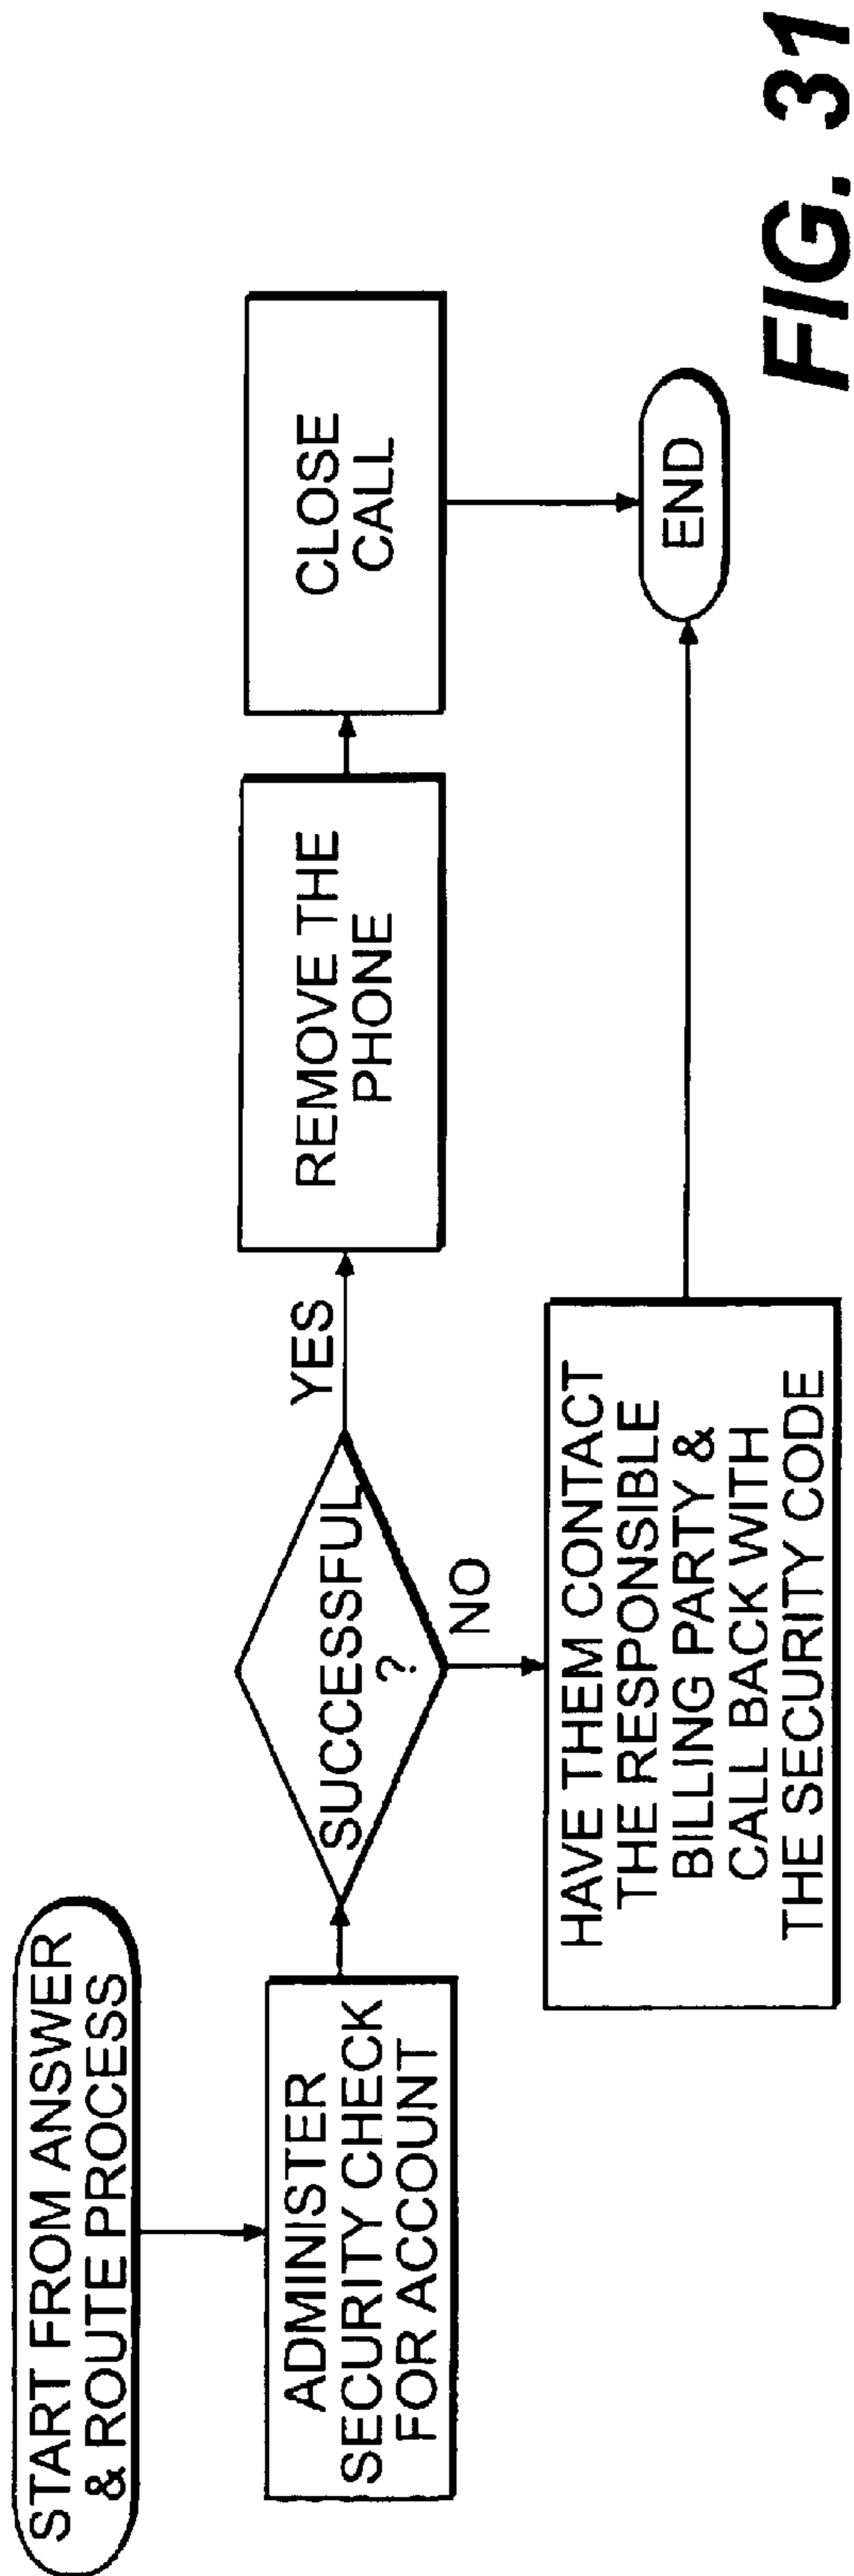 START FROM ANSWER
& ROUTE PROCESS
ADMINISTER
SECURITY CHECK
FOR ACCOUNT
SUCCESSFUL
?
YES
REMOVE THE
PHONE
CLOSE
CALL
NO
HAVE THEM CONTACT
THE RESPONSIBLE
BILLING PARTY &
CALL BACK WITH
THE SECURITY CODE
END
FIG. 31